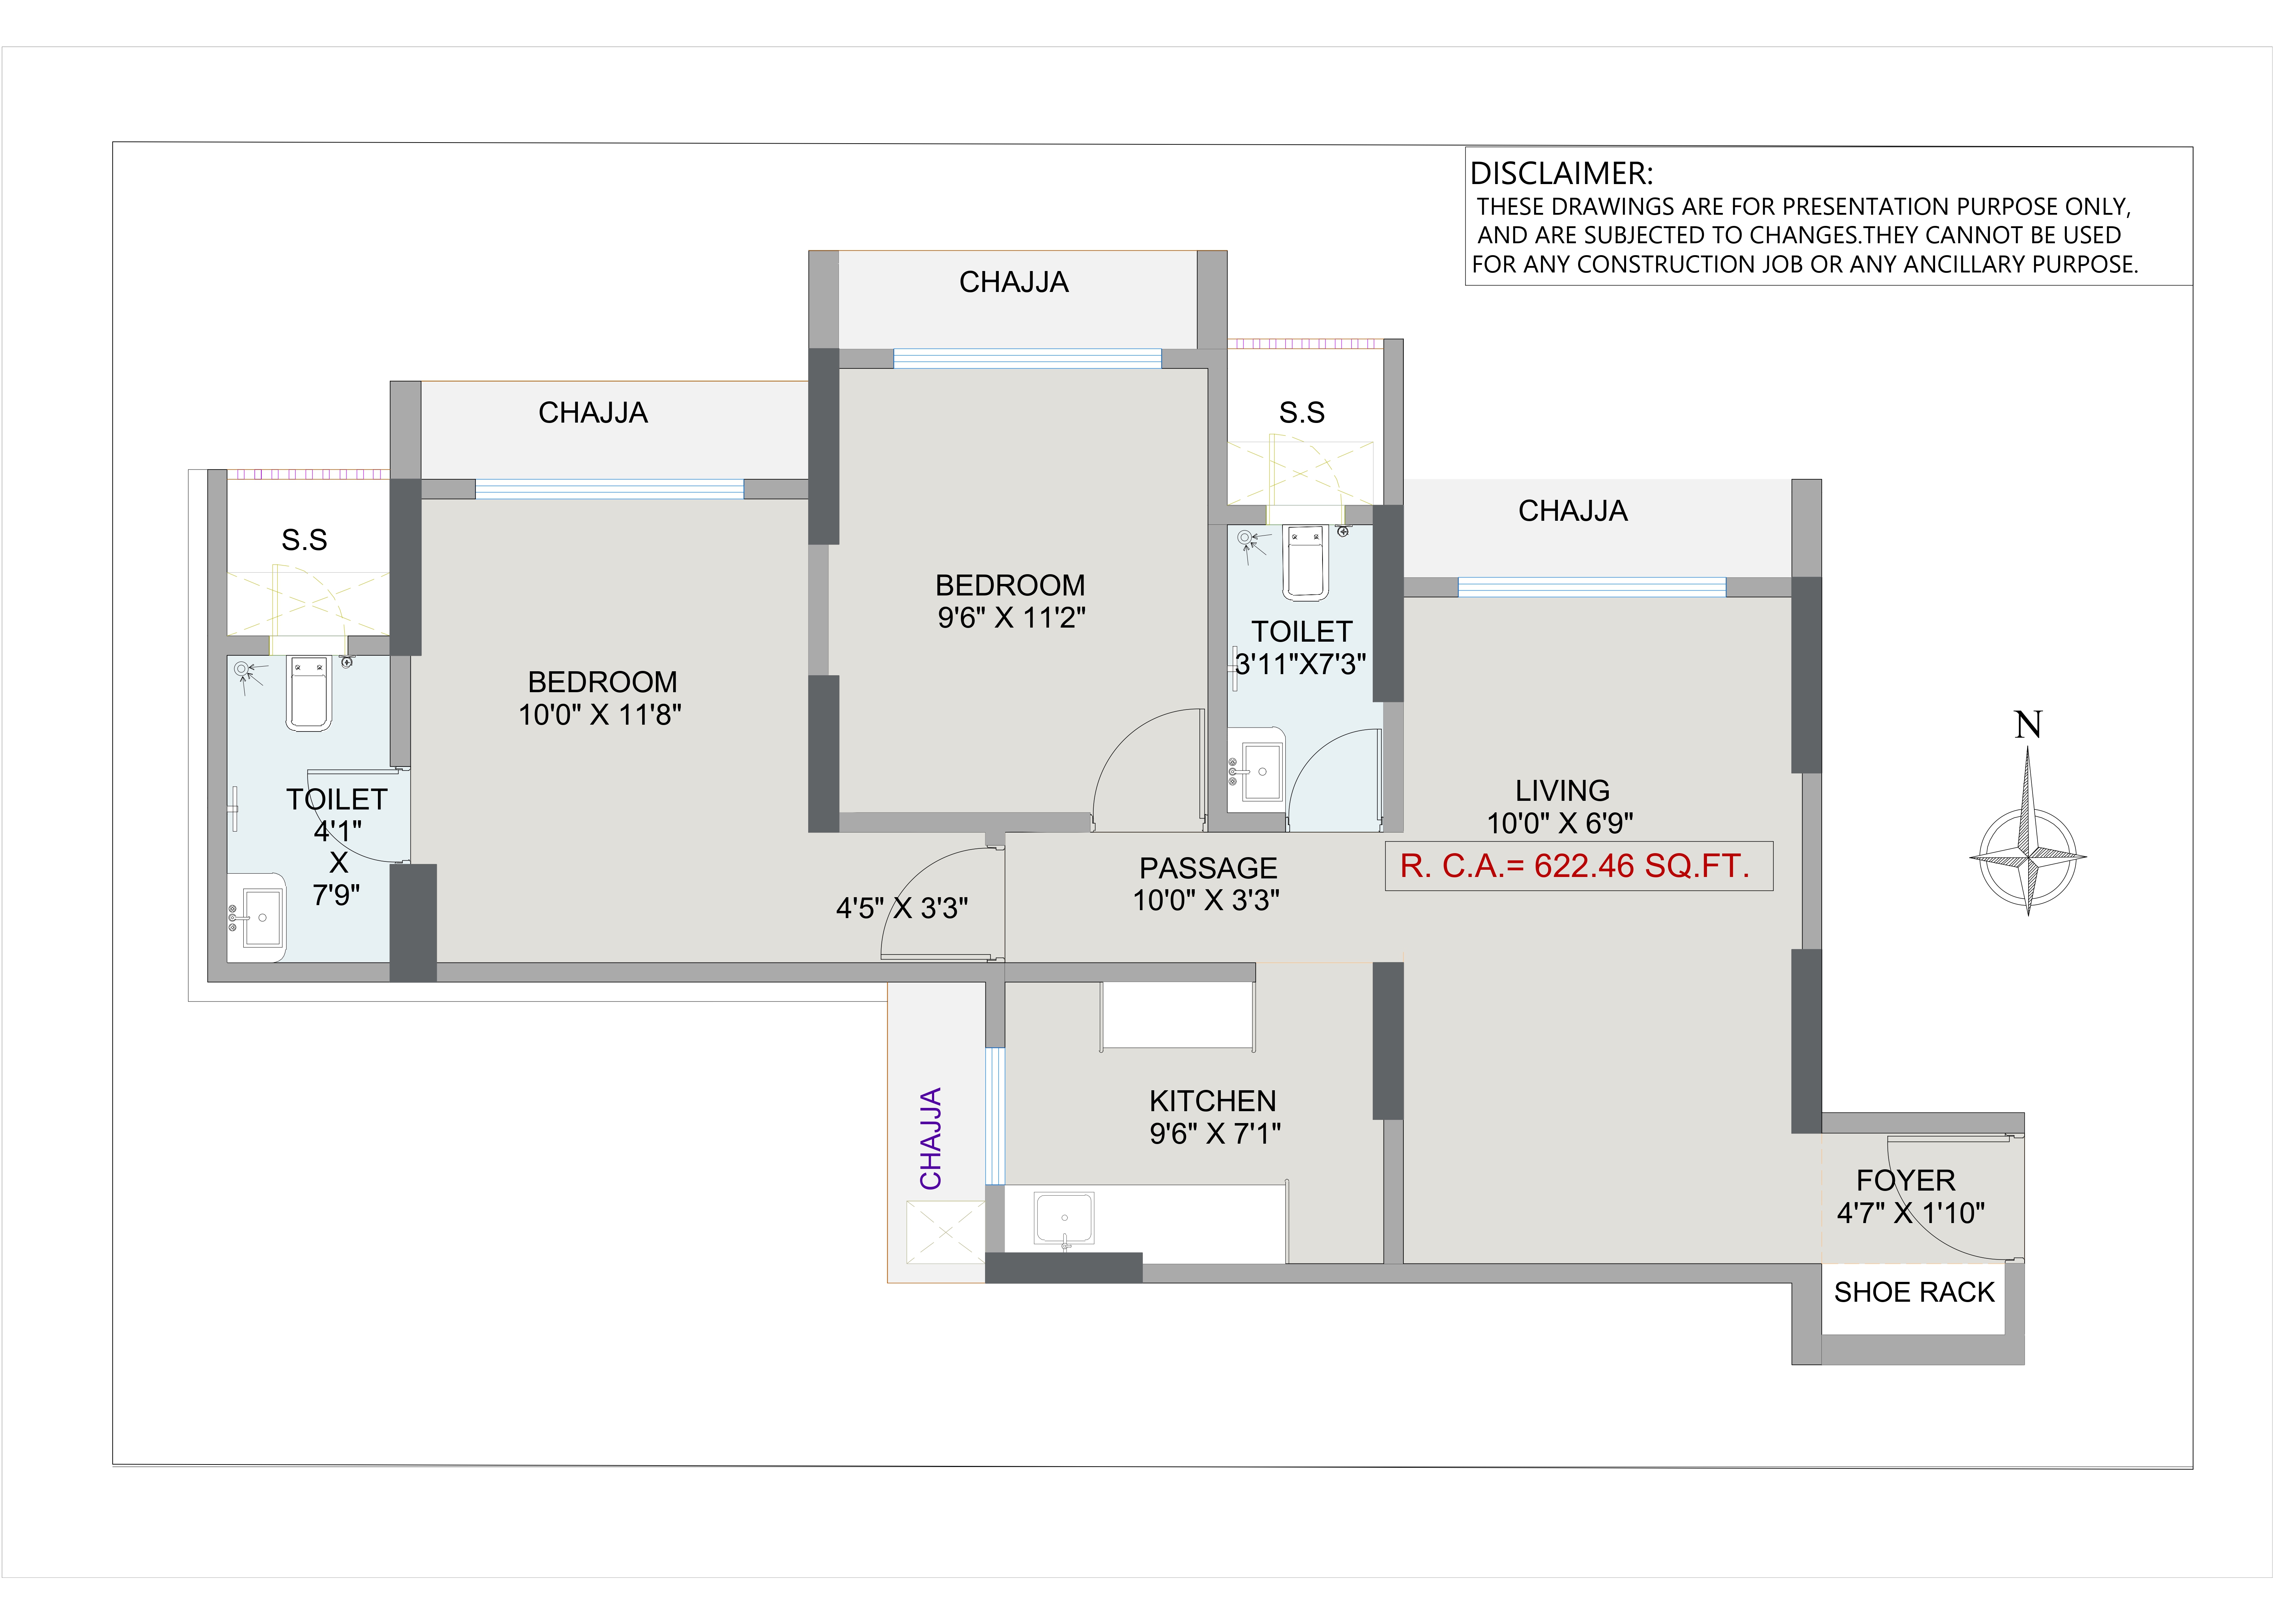 DISCLAIMER:
THESE DRAWINGS ARE FOR PRESENTATION PURPOSE ONLY,
AND ARE SUBJECTED TO CHANGES.THEY CANNOT BE USED
FOR ANY CONSTRUCTION JOB OR ANY ANCILLARY PURPOSE.
CHAJJA
CHAJJA
S.S
CHAJJA
S.S
BEDROOM
9'6" X 11'2"
TOILET
3'11"X7'3"
BEDROOM
10'0" X 11'8"
N
TOILET
4'1"
X
7'9"
LIVING
10'0" X 6'9"
R. C.A.= 622.46 SQ.FT.
PASSAGE
10'0" X 3'3"
4'5" X 3'3"
KITCHEN
9'6" X 7'1"
CHAJJA
FOYER
4'7" X 1'10"
SHOE RACK